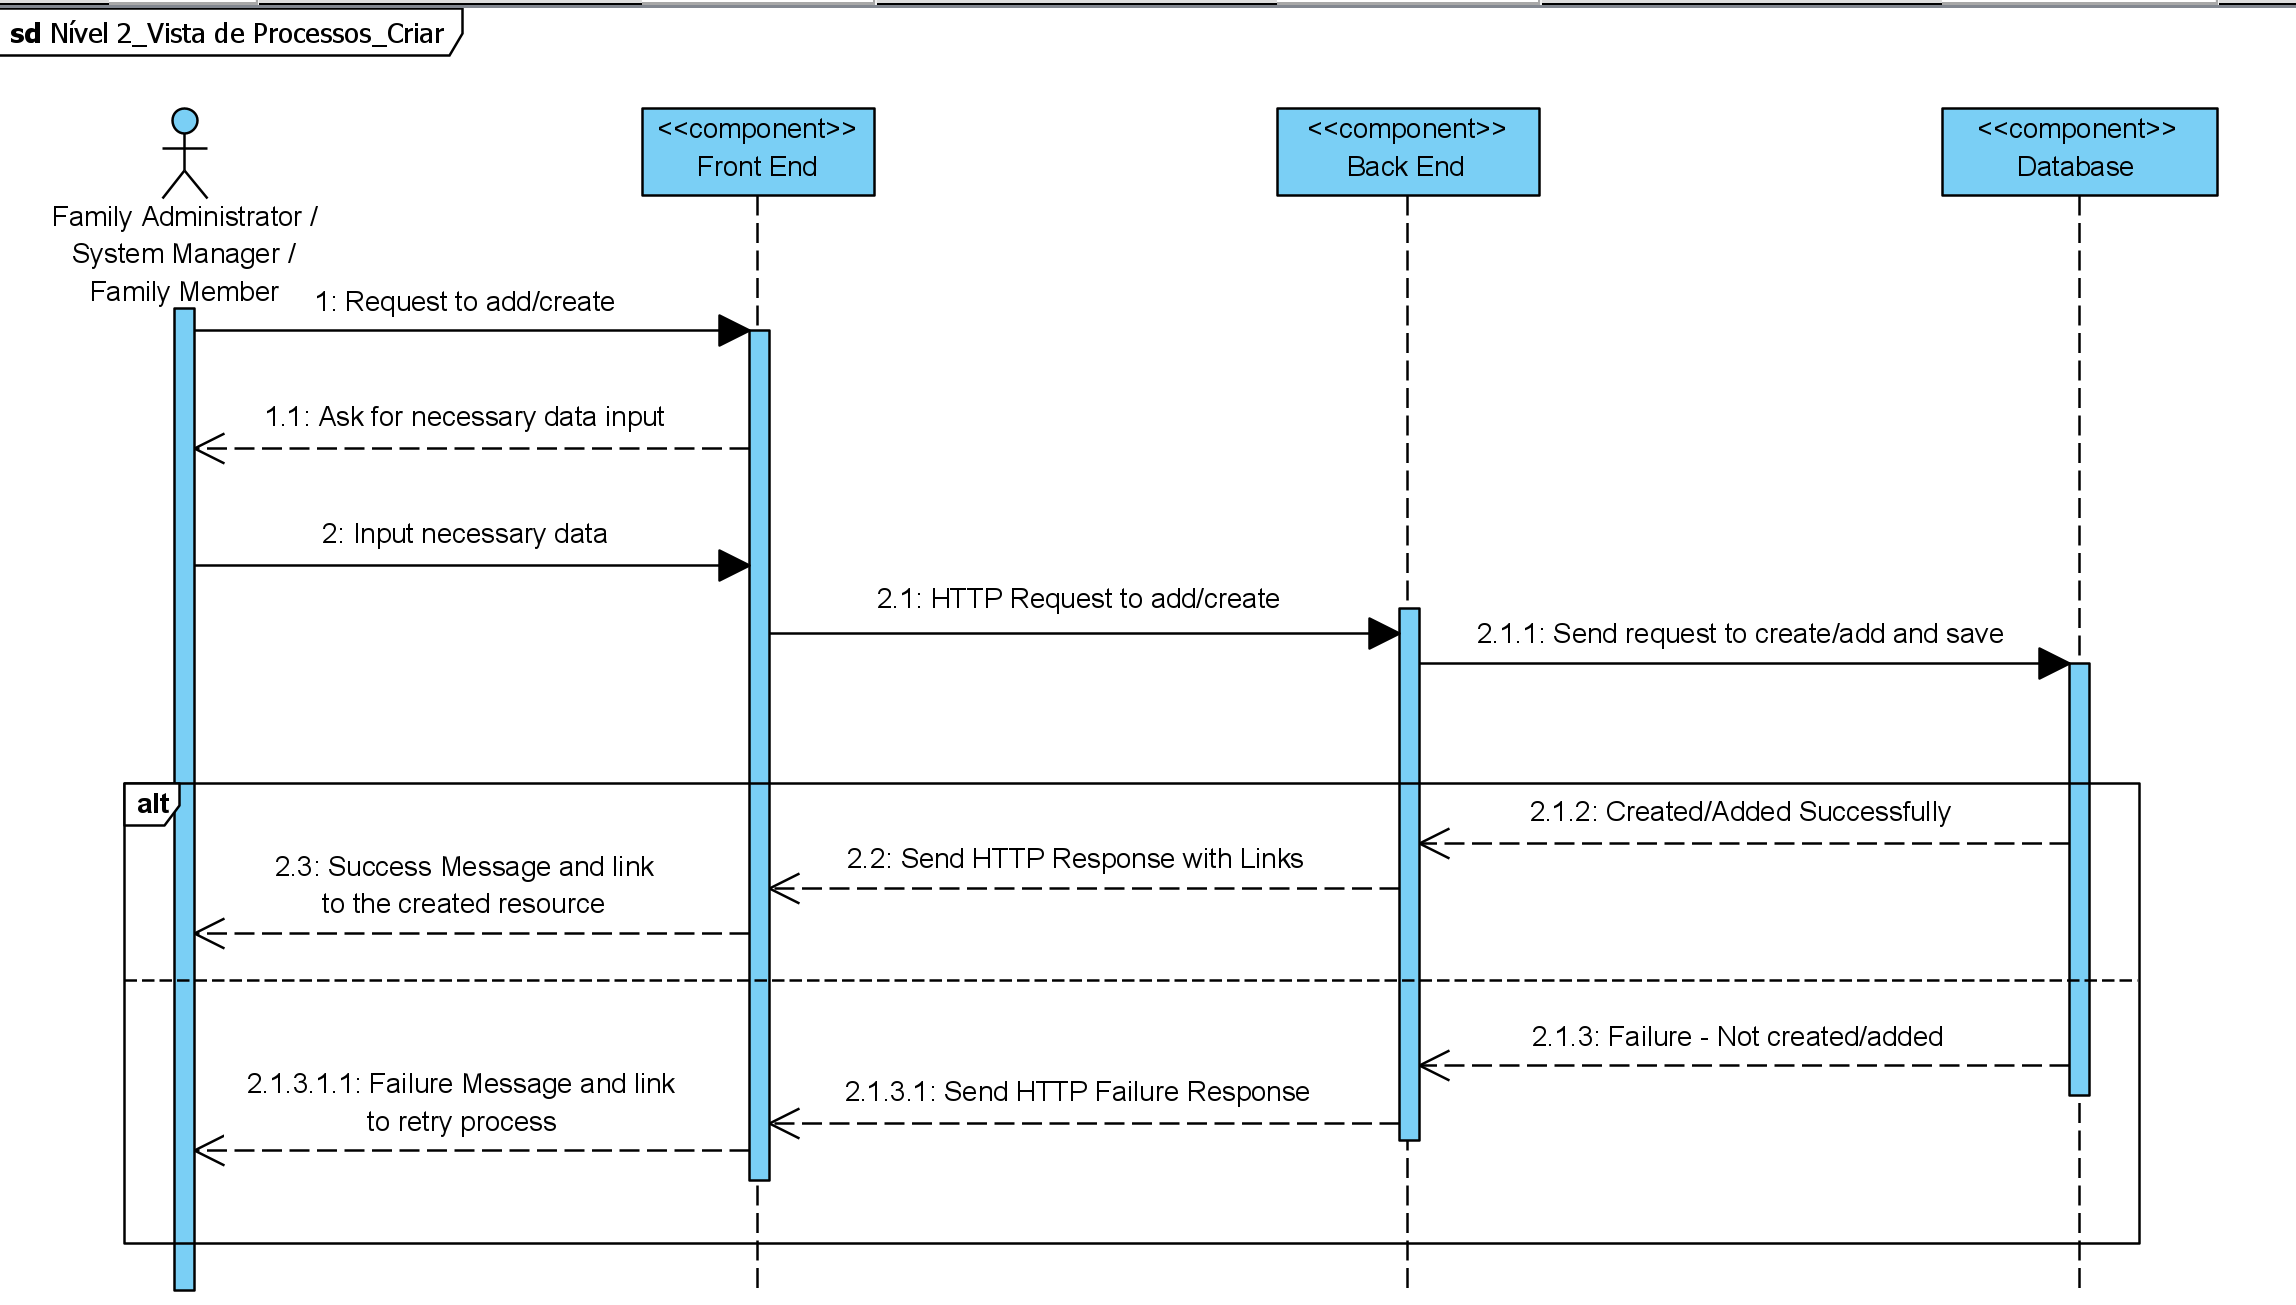 sd Nível 2_Vista de Processos_Criar
<<component>>
Front End
<<component>>
Back End
<<component>>
Database
Family Administrator /
System Manager /
Family Member
1: Request to add/create
1.1: Ask for necessary data input
2: Input necessary data
2.1: HTTP Request to add/create
2.1.1: Send request to create/add and save
alt
2.1.2: Created/Added Successfully
2.2: Send HTTP Response with Links
2.3: Success Message and link
to the created resource
2.1.3: Failure - Not created/added
2.1.3.1: Send HTTP Failure Response
2.1.3.1.1: Failure Message and link
to retry process